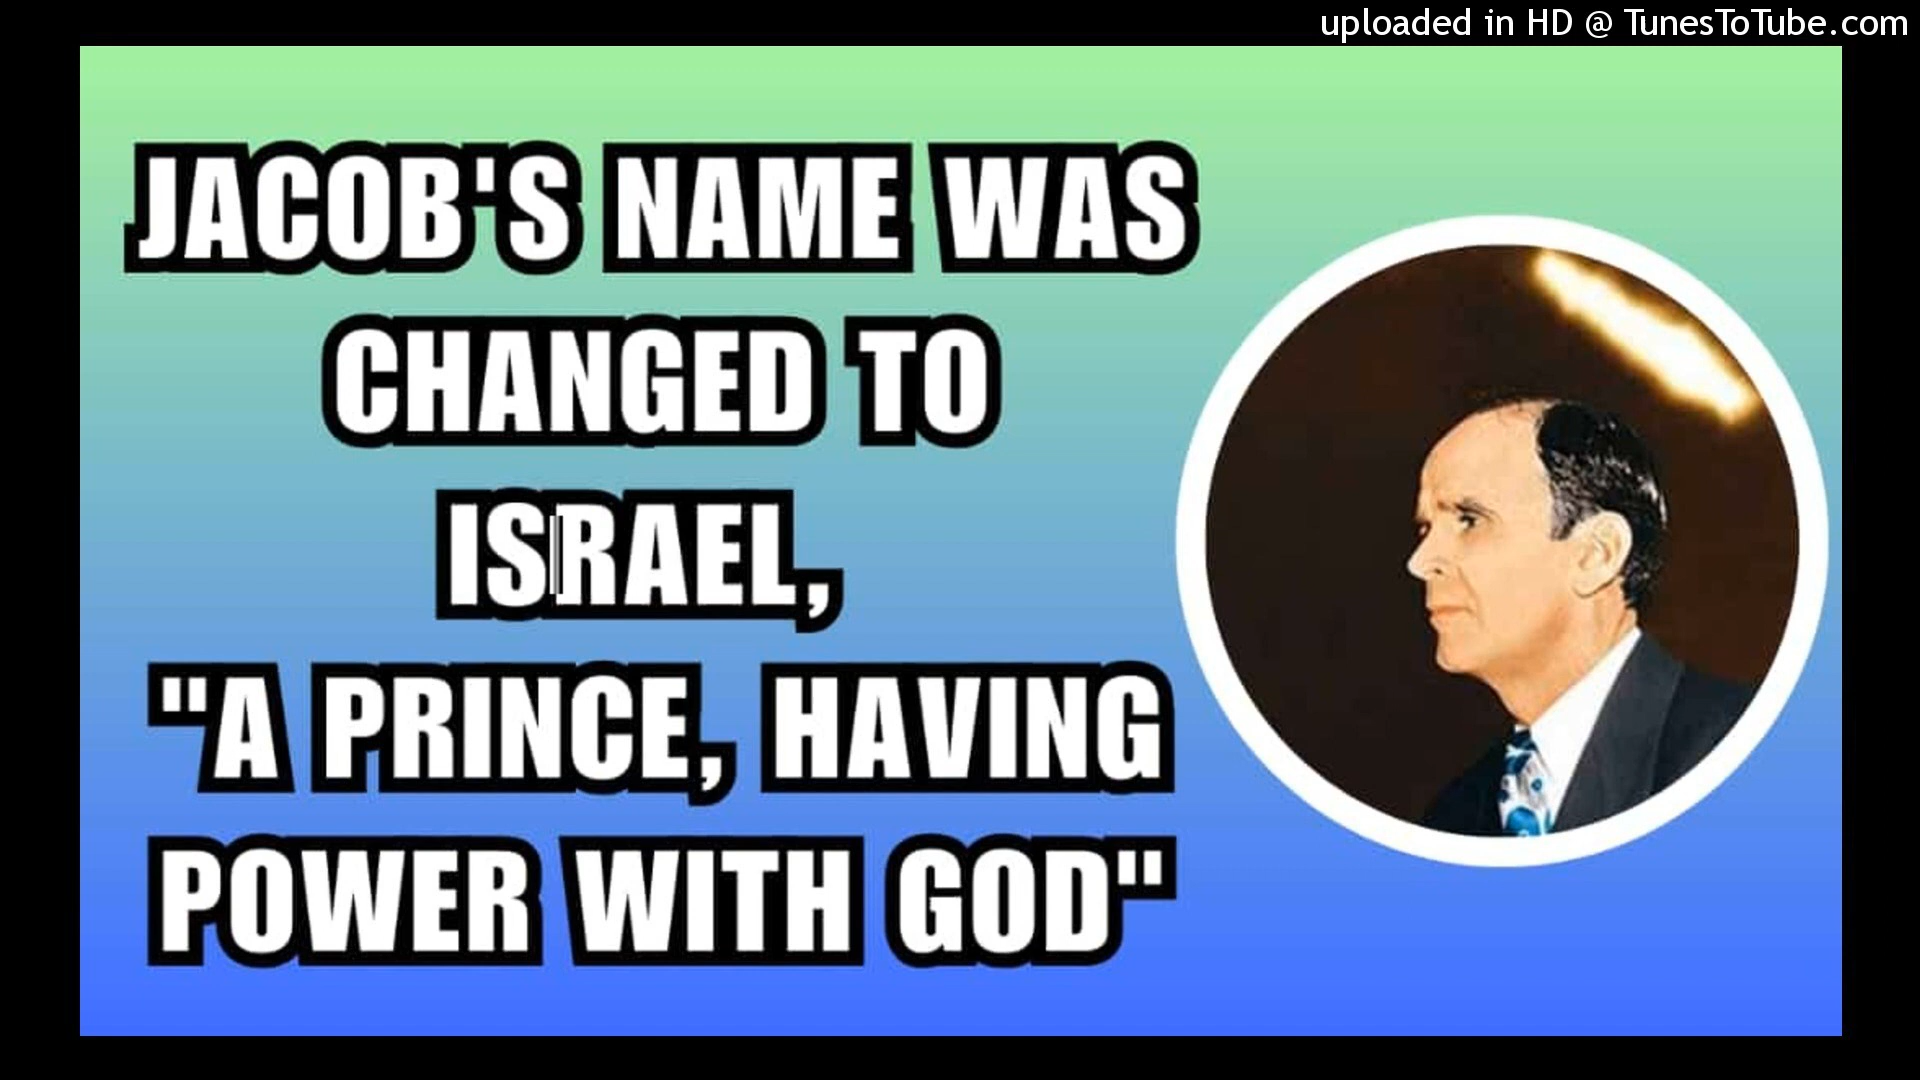 uploaded in HD @ TunesToTube.com
JACOB'S NAME WAS
CHANGED TO
ISRAEL,
"A PRINCE, HAVING
POWER WITH GOD"